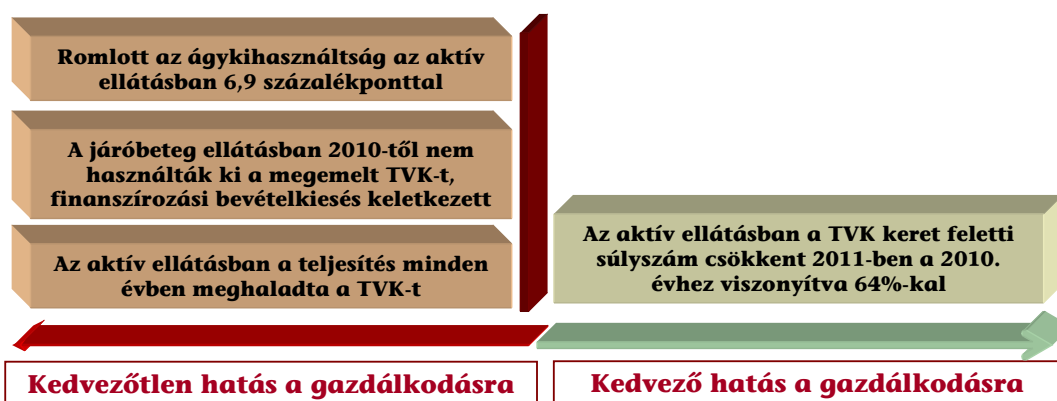 Romlott az ágykihasználtság az aktív
ellátásban 6,9 százalékponttal
A járóbeteg ellátásban 2010-től nem
használták ki a megemelt TVK-t,
finanszírozási bevételkiesés keletkezett
Az aktív ellátásban a teljesítés minden
évben meghaladta a TVK-t
Az aktív ellátásban a TVK keret feletti
súlyszám csökkent 2011-ben a 2010.
évhez viszonyítva 64%-kal
Kedvezőtlen hatás a gazdálkodásra
Kedvező hatás a gazdálkodásra